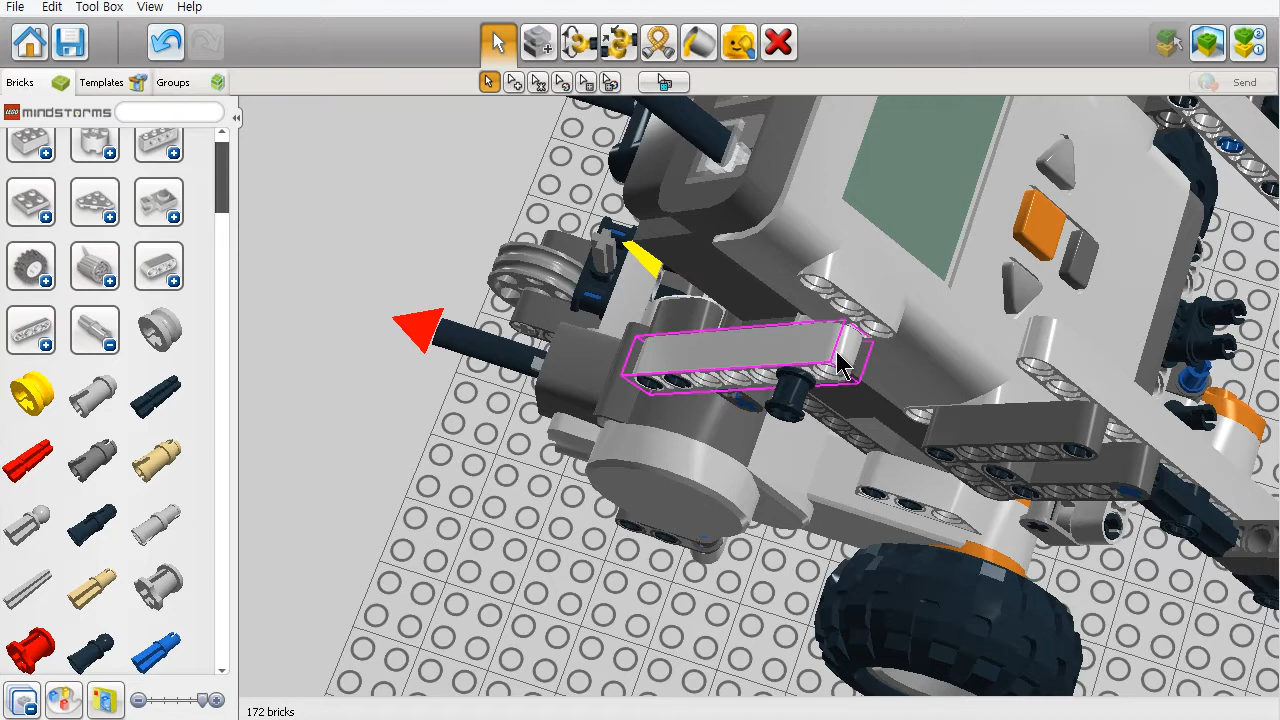 File Edit Tool Box View Help
Bricks Templates Groups Send
mindstorms
172 bricks